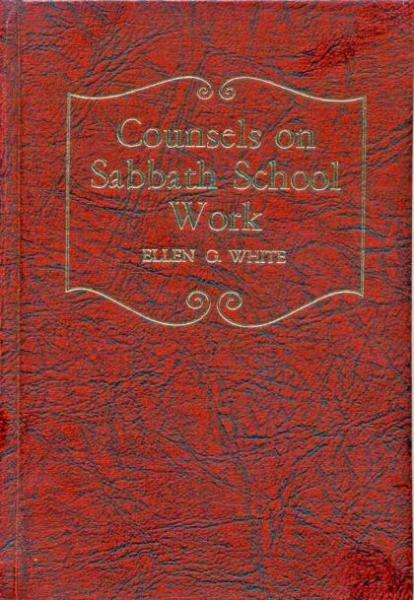 Counsels on
Sabbath School
Work
ELLEN G. WHITE